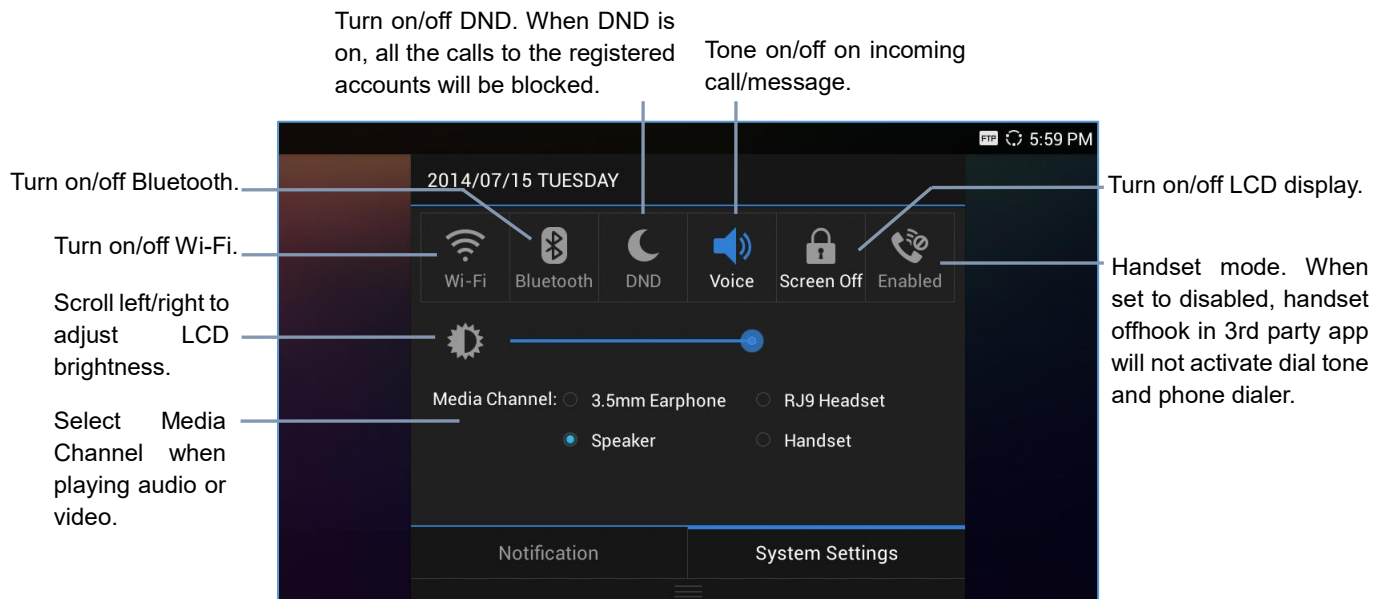 Turn on/off DND. When DND is
on, all the calls to the registered
accounts will be blocked.
Tone on/off on incoming
call/message.
FTP 5:59 PM
Turn on/off Bluetooth.
2014/07/15 TUESDAY
Turn on/off LCD display.
Turn on/off Wi-Fi.
Wi-Fi Bluetooth DND Voice Screen Off Enabled
Handset mode. When
set to disabled, handset
offhook in 3rd party app
will not activate dial tone
and phone dialer.
Scroll left/right to
adjust LCD
brightness.
Media Channel: 3.5mm Earphone RJ9 Headset
Speaker Handset
Select Media
Channel when
playing audio or
video.
Notification System Settings